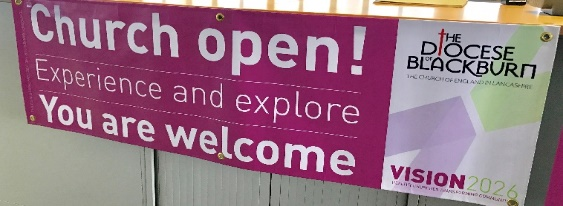 Church open!
Experience and explore
You are welcome
THE
DIOCESE
OF
BLACKBURN
THE CHURCH OF ENGLAND IN LANCASHIRE
VISION2026